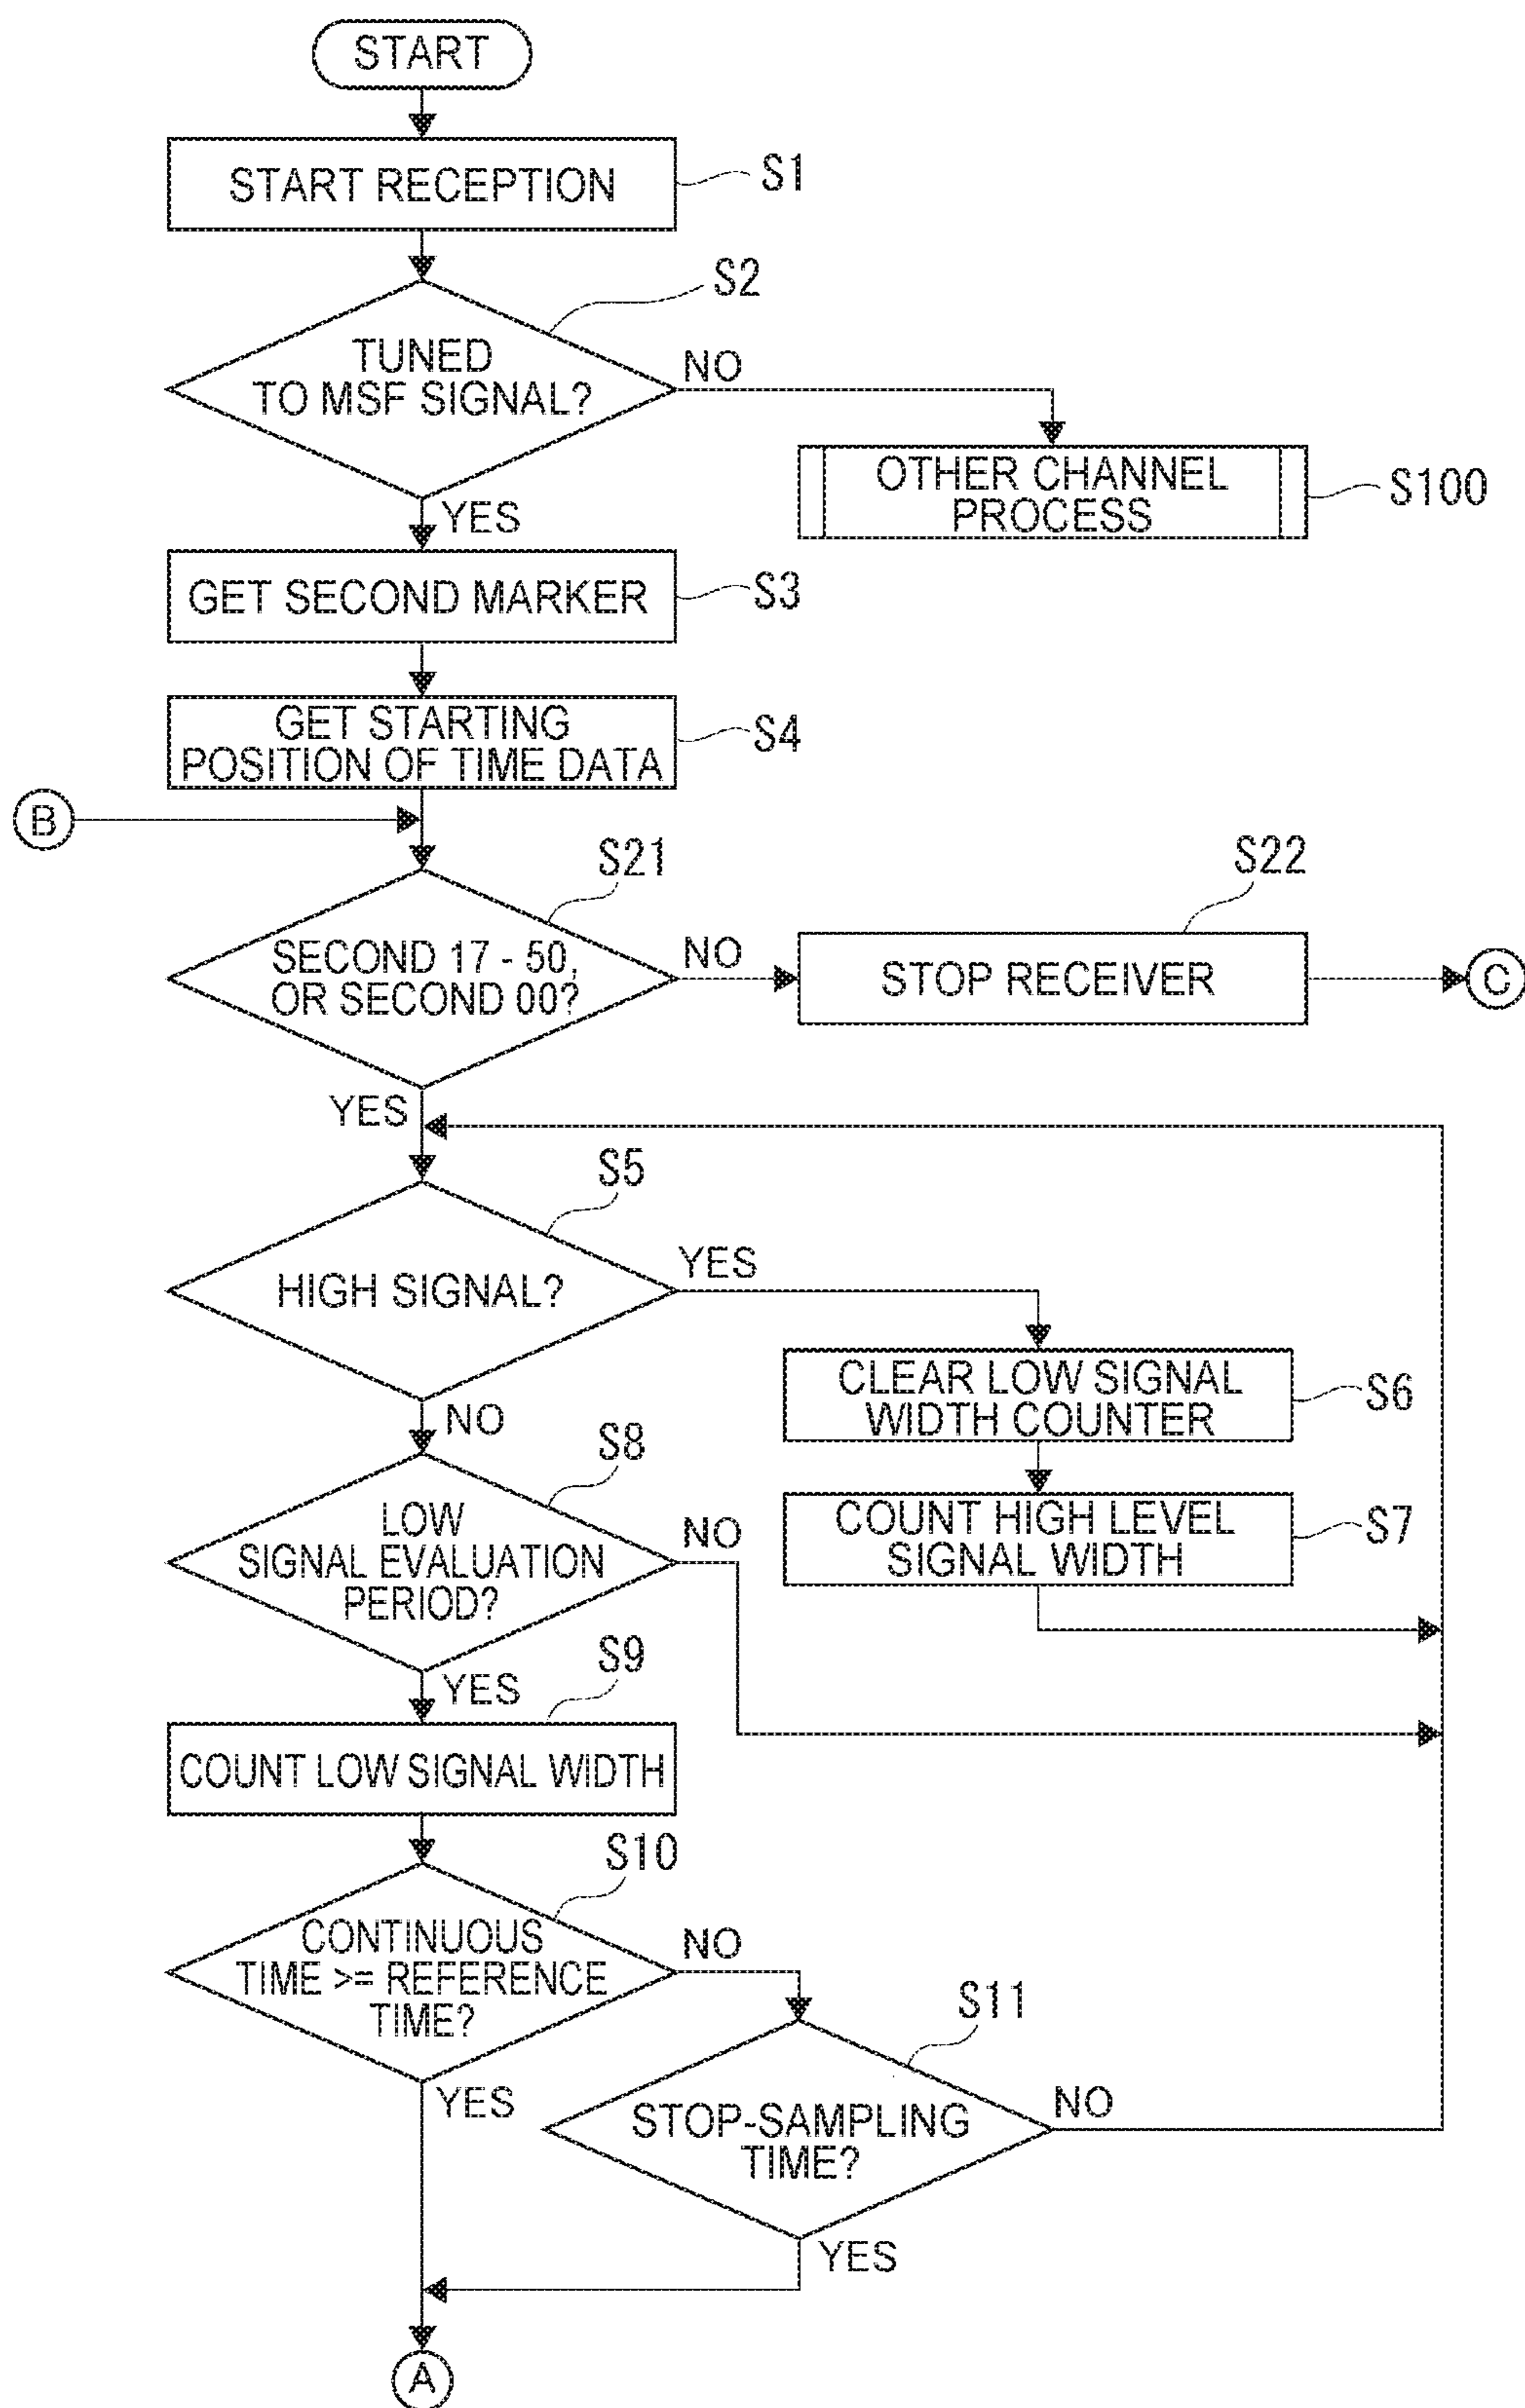 START
START RECEPTION
S1
S2
TUNED
TO MSF SIGNAL?
NO
OTHER CHANNEL
PROCESS
S100
YES
GET SECOND MARKER
S3
GET STARTING
POSITION OF TIME DATA
S4
B
S21
SECOND 17 - 50,
OR SECOND 00?
NO
S22
STOP RECEIVER
C
YES
S5
HIGH SIGNAL?
YES
CLEAR LOW SIGNAL
WIDTH COUNTER
S6
NO
COUNT HIGH LEVEL
SIGNAL WIDTH
S7
S8
LOW
SIGNAL EVALUATION
PERIOD?
NO
YES
S9
COUNT LOW SIGNAL WIDTH
S10
CONTINUOUS
TIME >= REFERENCE
TIME?
NO
S11
STOP-SAMPLING
TIME?
NO
YES
YES
A